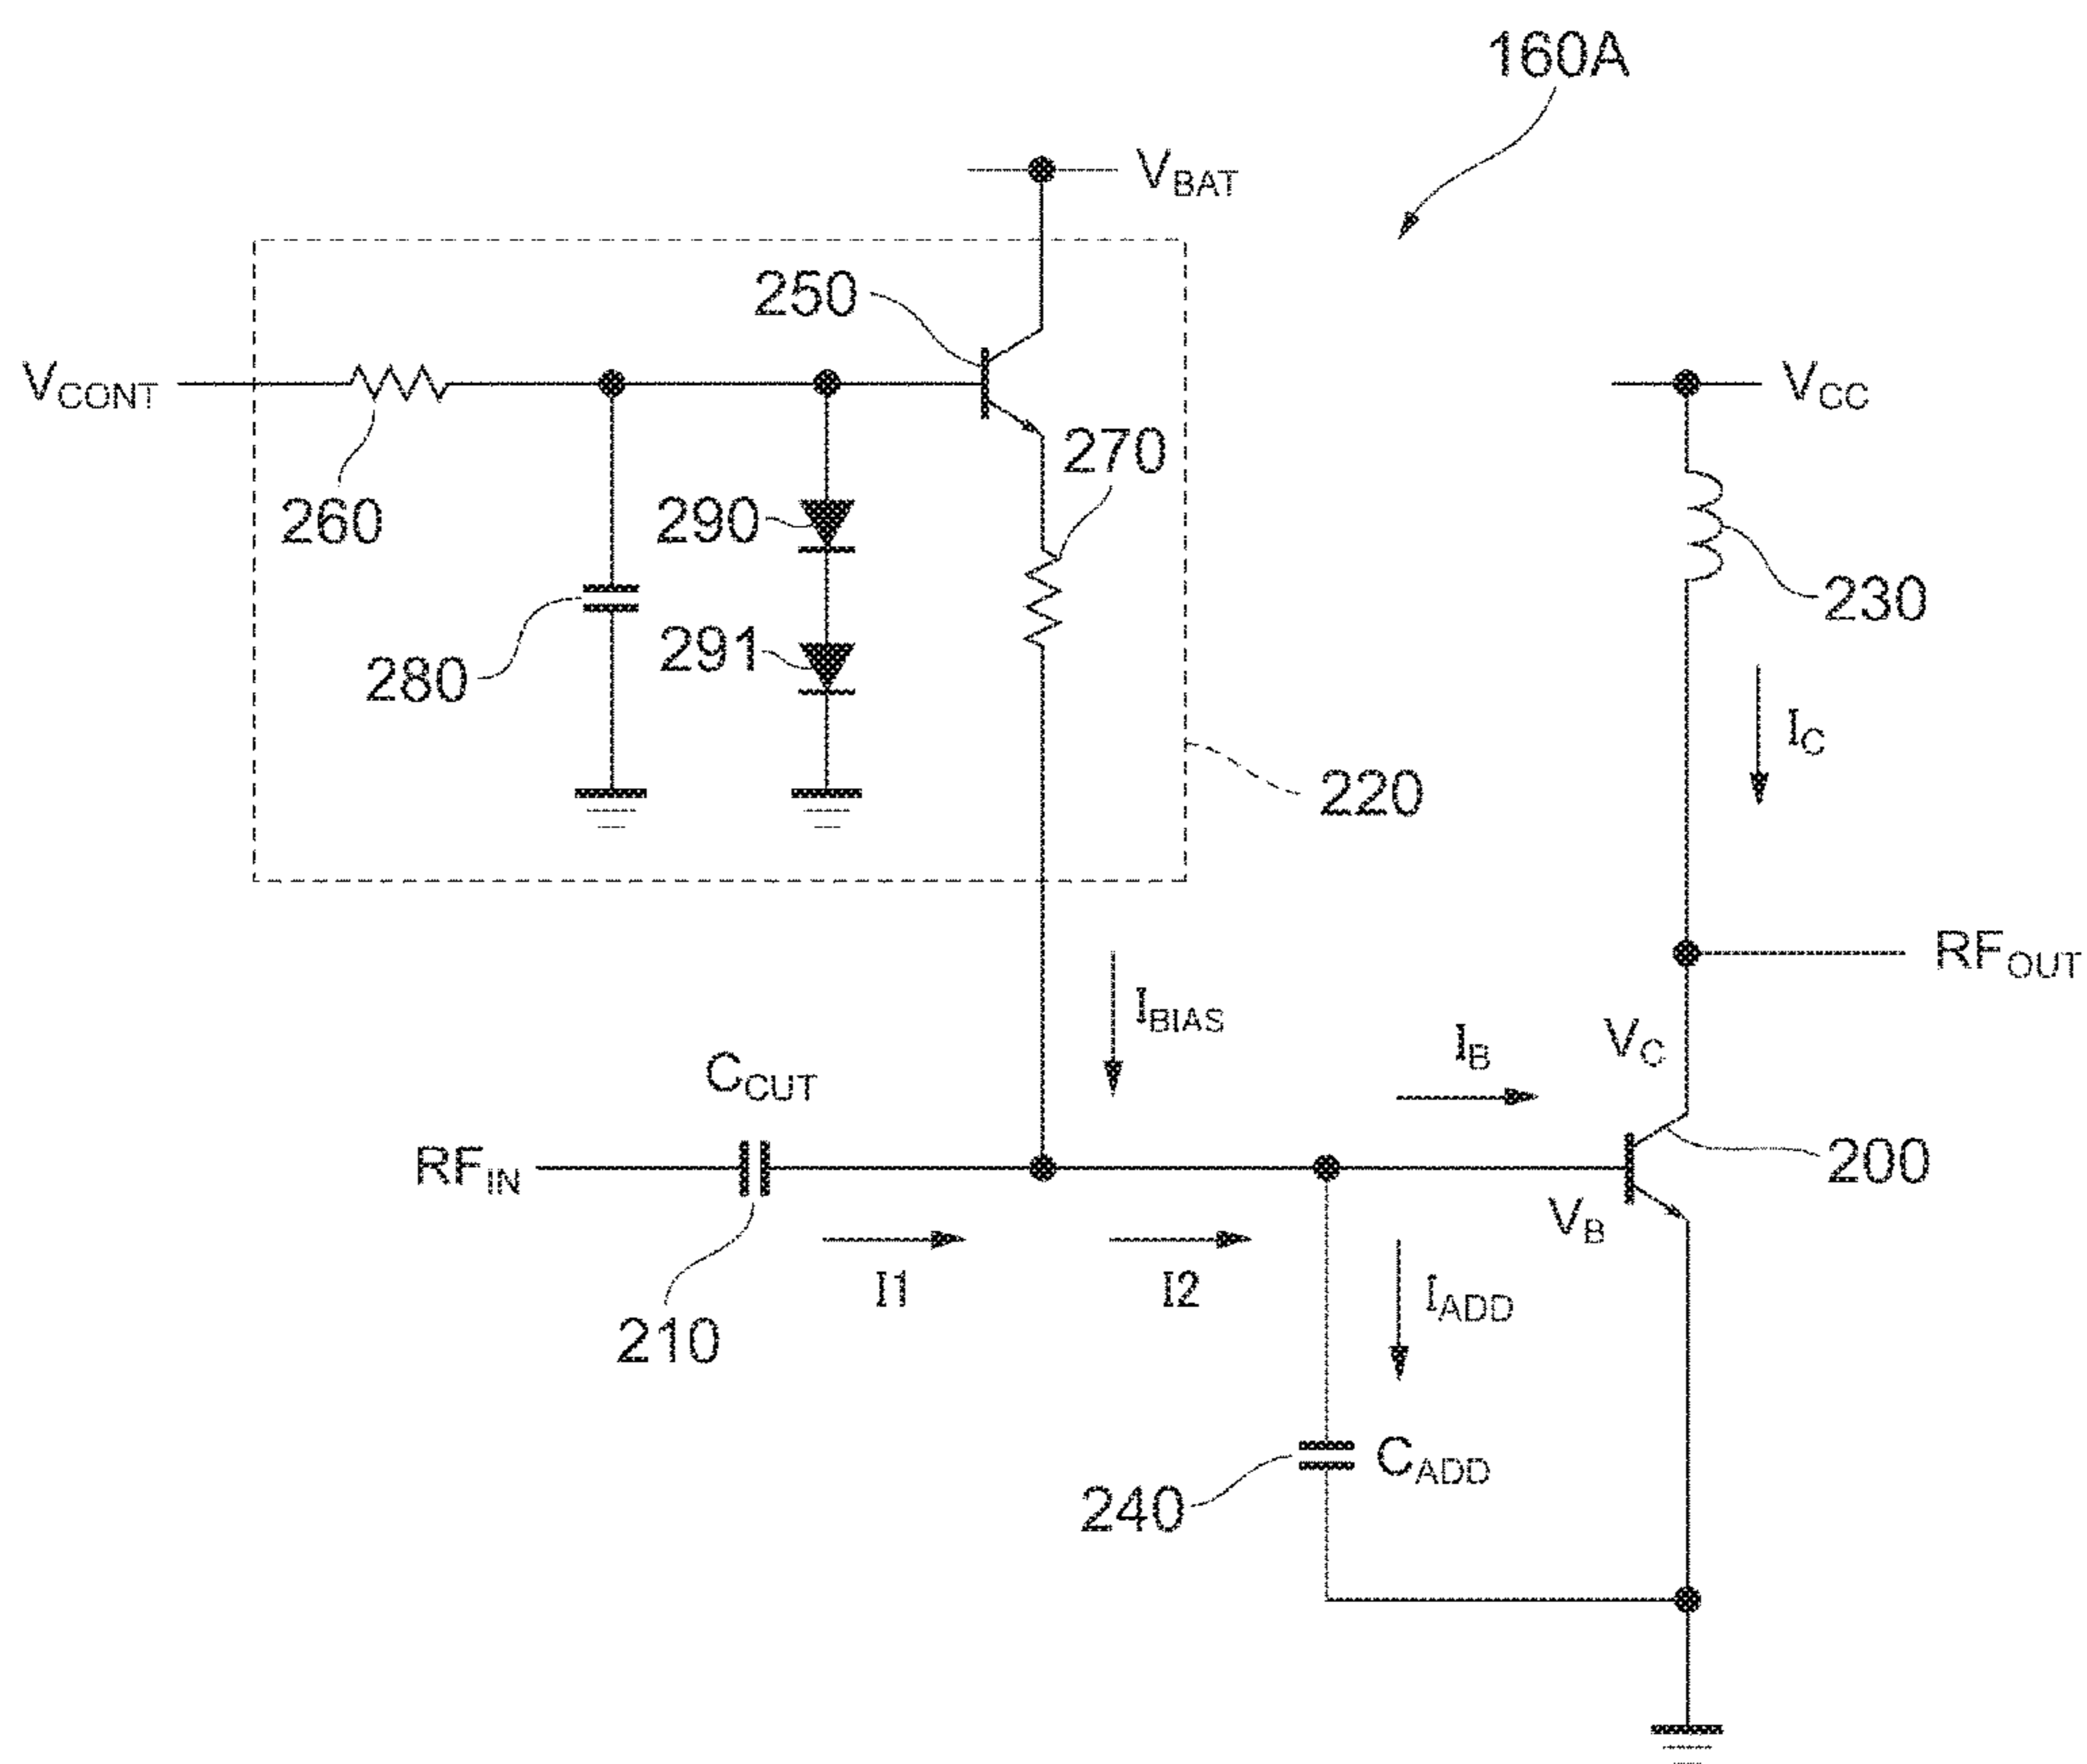 160A
VBAT
250
VCONT
VCC
270
260
290
230
291
280
IC
220
RFOUT
IBIAS
IB
VC
CCUT
RFIN
200
VB
I1
I2
IADD
210
CADD
240